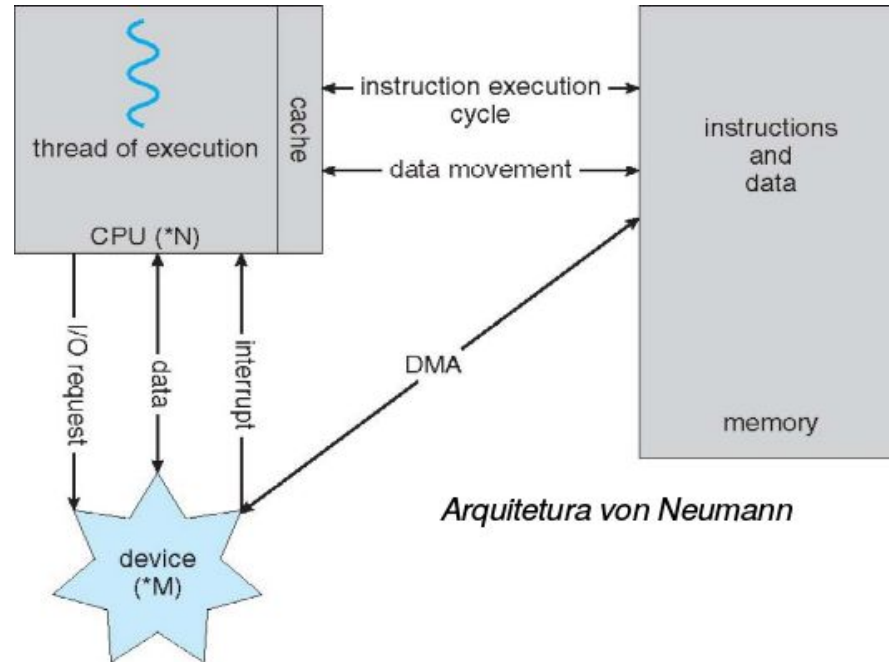 thread of execution
cache
CPU (*N)
instruction execution
cycle
data movement
instructions
and
data
memory
I/O request
data
interrupt
DMA
device
(*M)
Arquitetura von Neumann